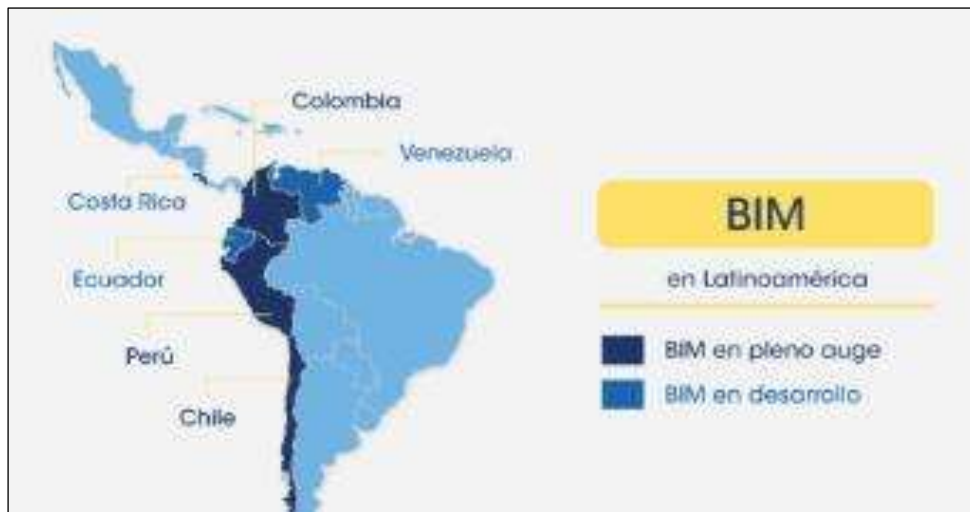 Colombia
Venezuela
Costa Rica
Ecuador
Perú
Chile
BIM
en Latinoamérica
BIM en pleno auge
BIM en desarrollo